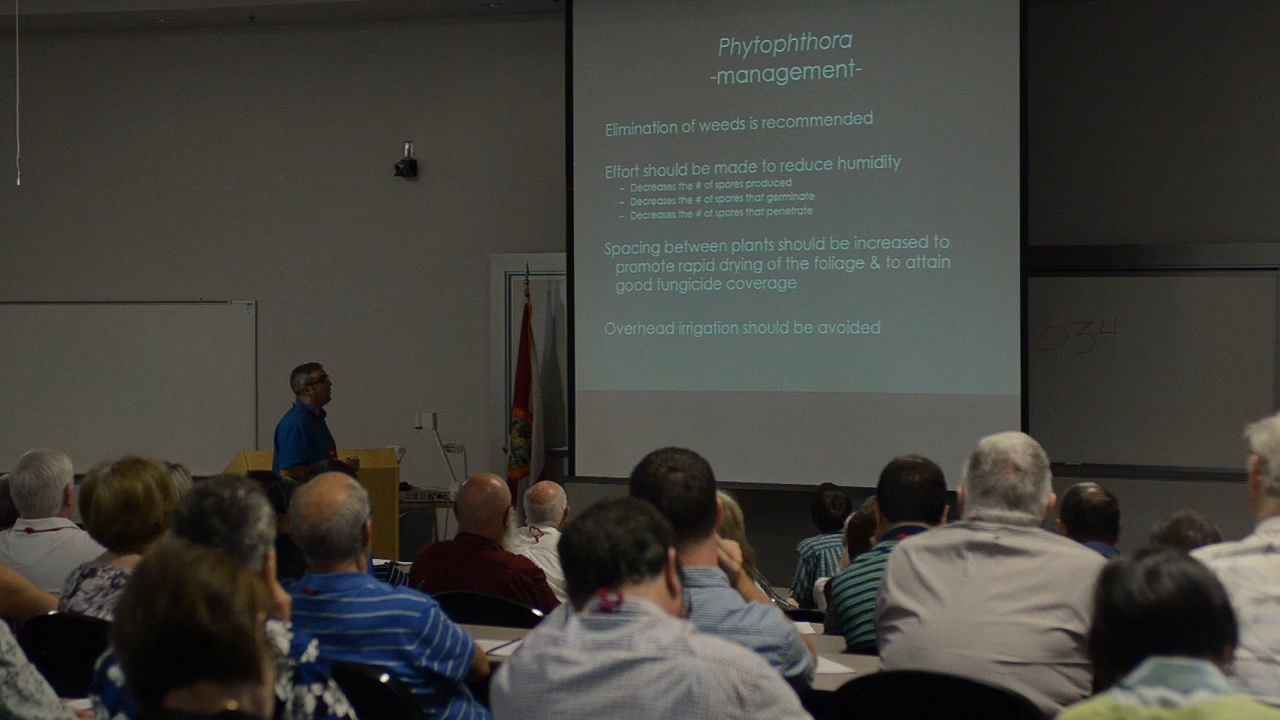 Phytophthora
-management-
Elimination of weeds is recommended
Effort should be made to reduce humidity
– Decreases the # of spores produced
– Decreases the # of spores that germinate
– Decreases the # of spores that penetrate
Spacing between plants should be increased to
promote rapid drying of the foliage & to attain
good fungicide coverage
Overhead irrigation should be avoided
034